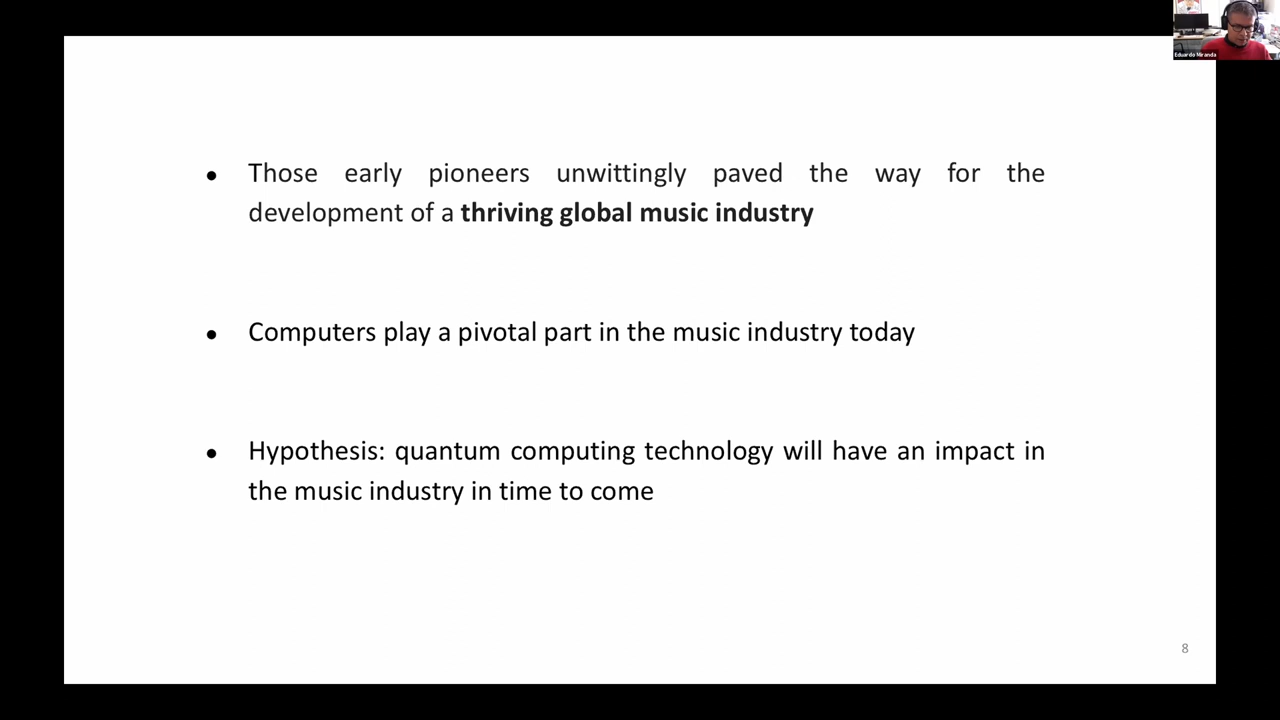 Eduardo Miranda
• Those early pioneers unwittingly paved the way for the
development of a thriving global music industry
• Computers play a pivotal part in the music industry today
• Hypothesis: quantum computing technology will have an impact in
the music industry in time to come
8